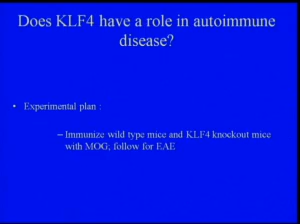 Does KLF4 have a role in autoimmune
disease?
• Experimental plan :
– Immunize wild type mice and KLF4 knockout mice
with MOG; follow for EAE